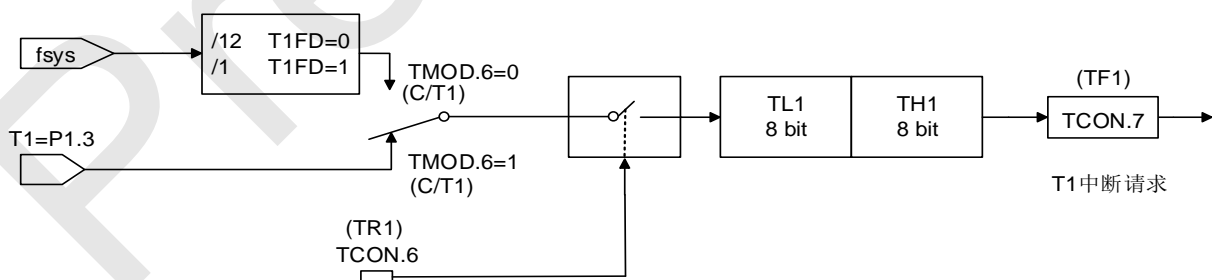 fsys
/12 T1FD=0
/1 T1FD=1
TMOD.6=0
(C/T1)
T1=P1.3
TMOD.6=1
(C/T1)
(TR1)
TCON.6
TL1
8 bit
TH1
8 bit
(TF1)
TCON.7
T1中断请求